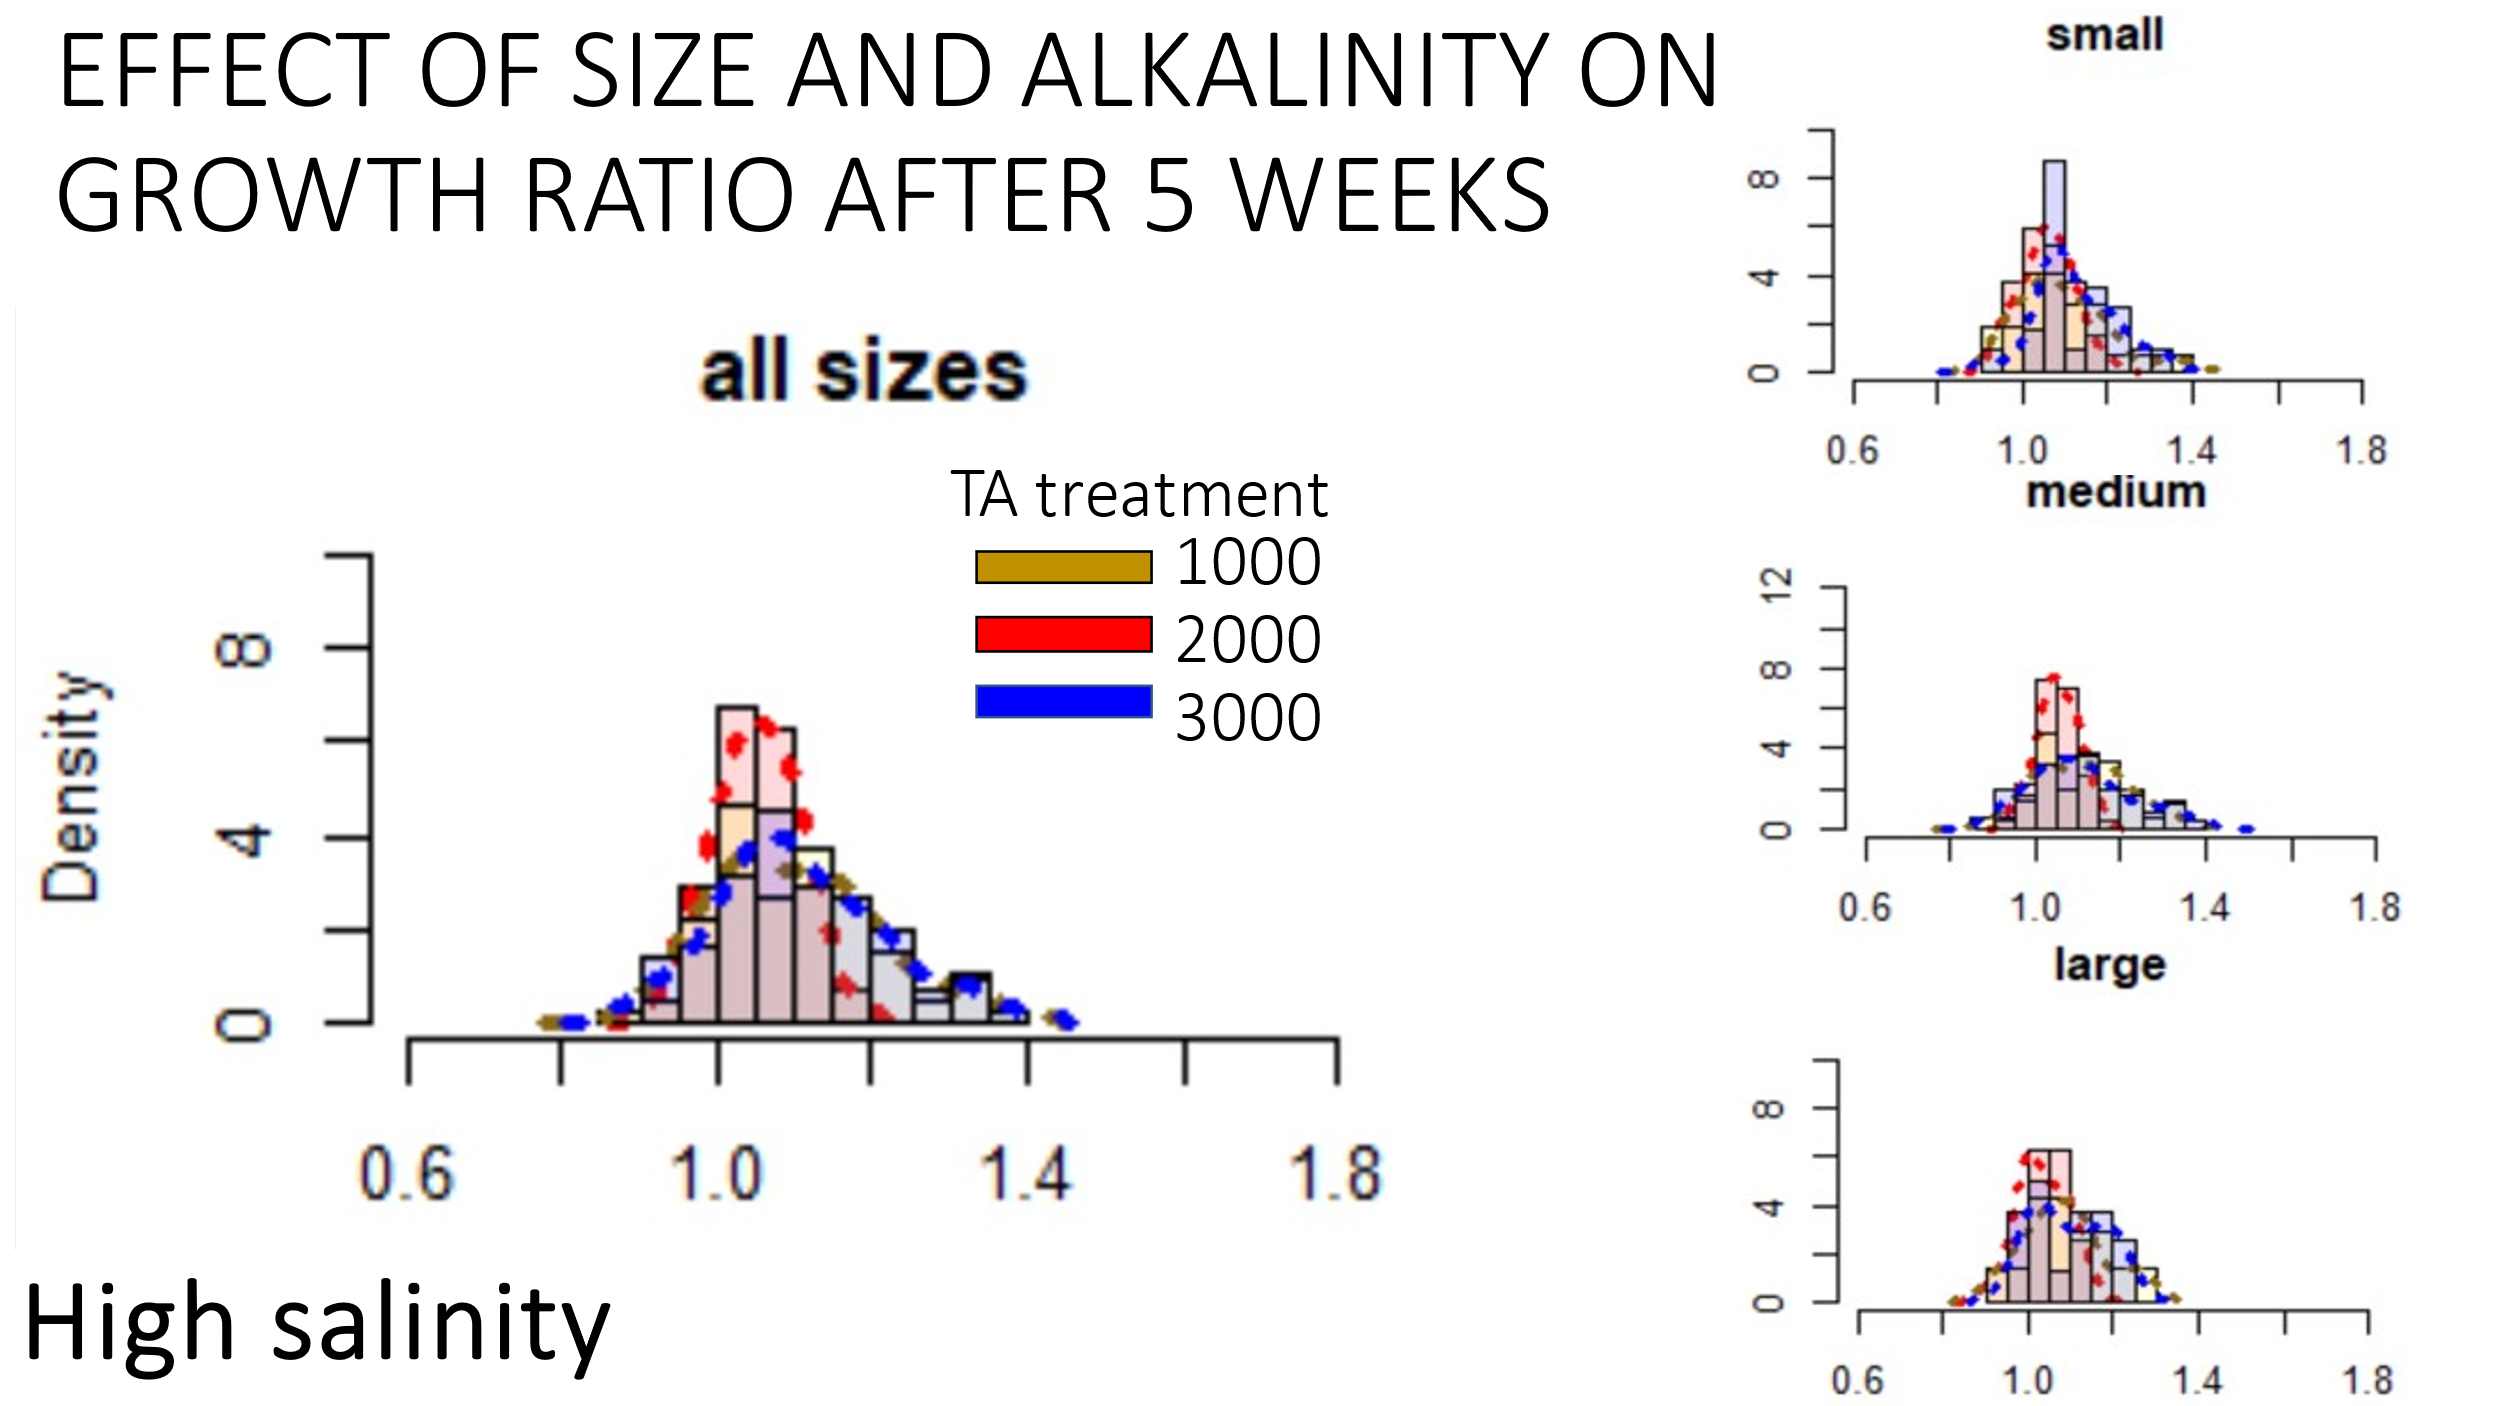 EFFECT OF SIZE AND ALKALINITY ON
GROWTH RATIO AFTER 5 WEEKS
all sizes
TA treatment
1000
2000
3000
Density
8
4
0
0.6 1.0 1.4 1.8
High salinity
small
8
4
0
0.6 1.0 1.4 1.8
medium
12
8
4
0
0.6 1.0 1.4 1.8
large
8
4
0
0.6 1.0 1.4 1.8